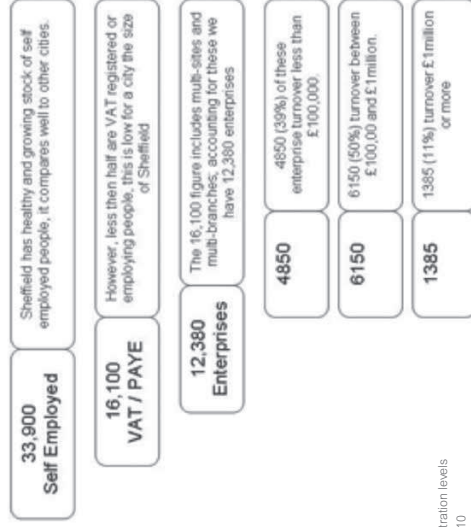 33,900
Self Employed
Sheffield has healthy and growing stock of self
employed people, it compares well to other cities.
16,100
VAT / PAYE
However, less then half are VAT registered or
employing people, this is low for a city the size
of Sheffield
12,380
Enterprises
The 16,100 figure includes multi-sites and
multi-branches; accounting for these we
have 12,380 enterprises
4850
4850 (39%) of these
enterprise turnover less than
£100,000.
6150
6150 (50%) turnover between
£100,00 and £1million.
1385
1385 (11%) turnover £1million
or more
tration levels
10